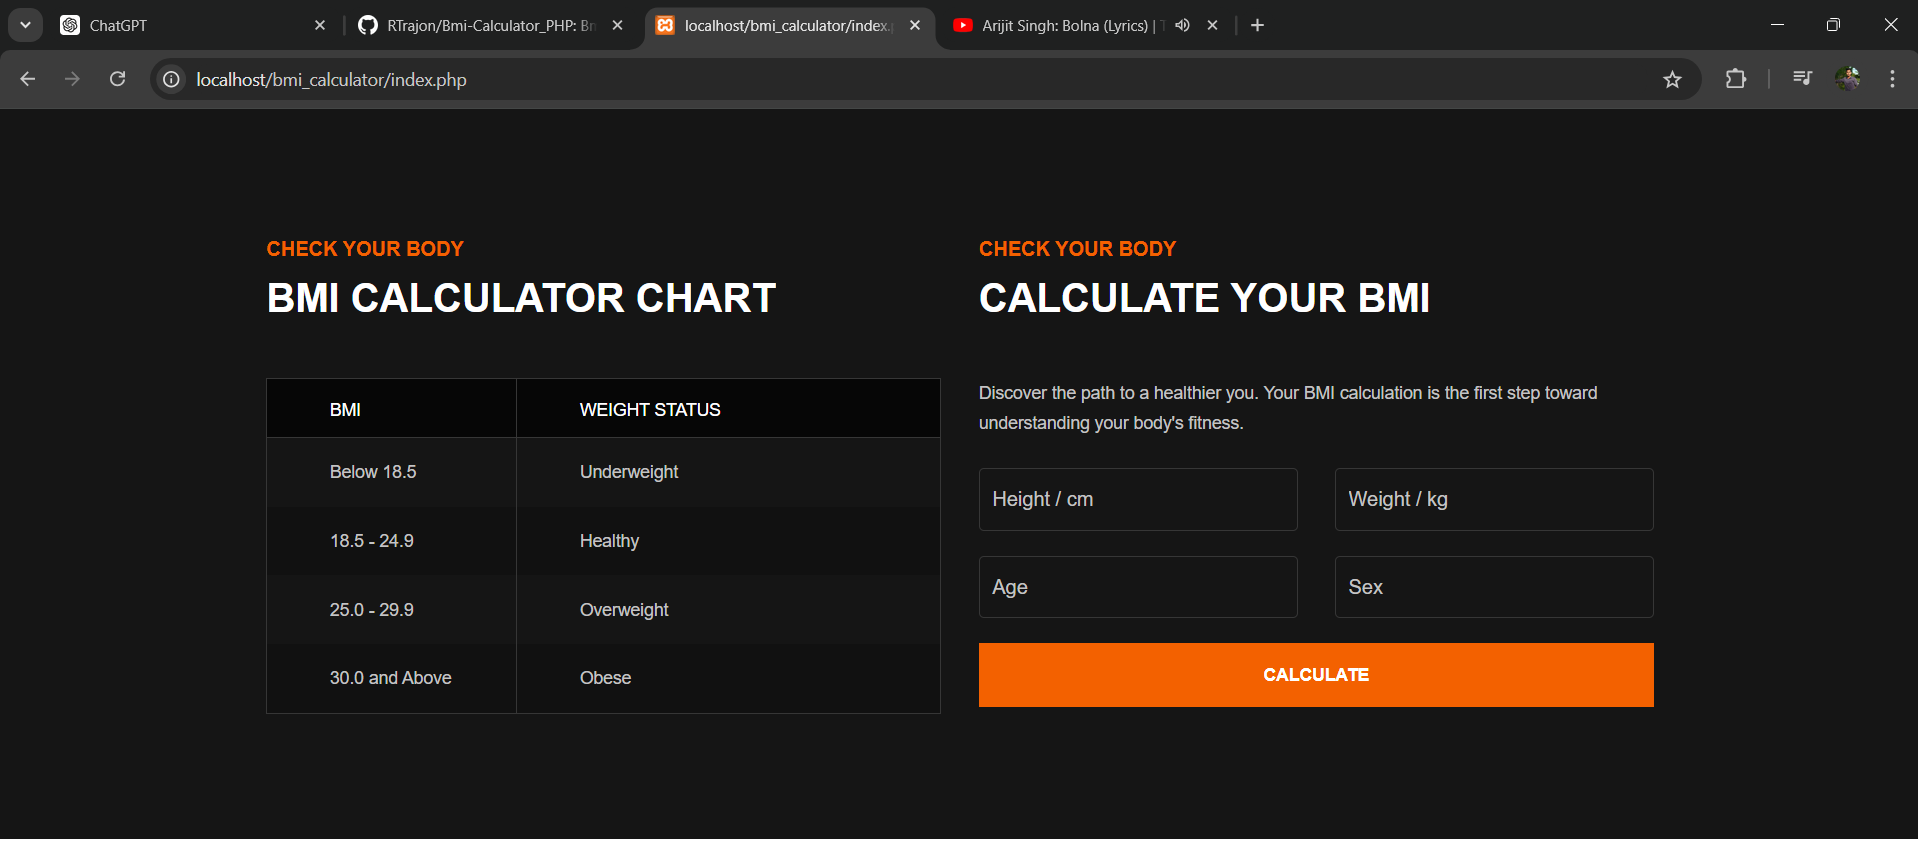 ChatGPT
RTrajon/Bmi-Calculator_PHP: Bm
localhost/bmi_calculator/index.
Arijit Singh: Bolna (Lyrics) |
localhost/bmi_calculator/index.php
CHECK YOUR BODY
BMI CALCULATOR CHART
BMI WEIGHT STATUS
Below 18.5 Underweight
18.5 - 24.9 Healthy
25.0 - 29.9 Overweight
30.0 and Above Obese
CHECK YOUR BODY
CALCULATE YOUR BMI
Discover the path to a healthier you. Your BMI calculation is the first step toward
understanding your body's fitness.
Height / cm Weight / kg
Age Sex
CALCULATE